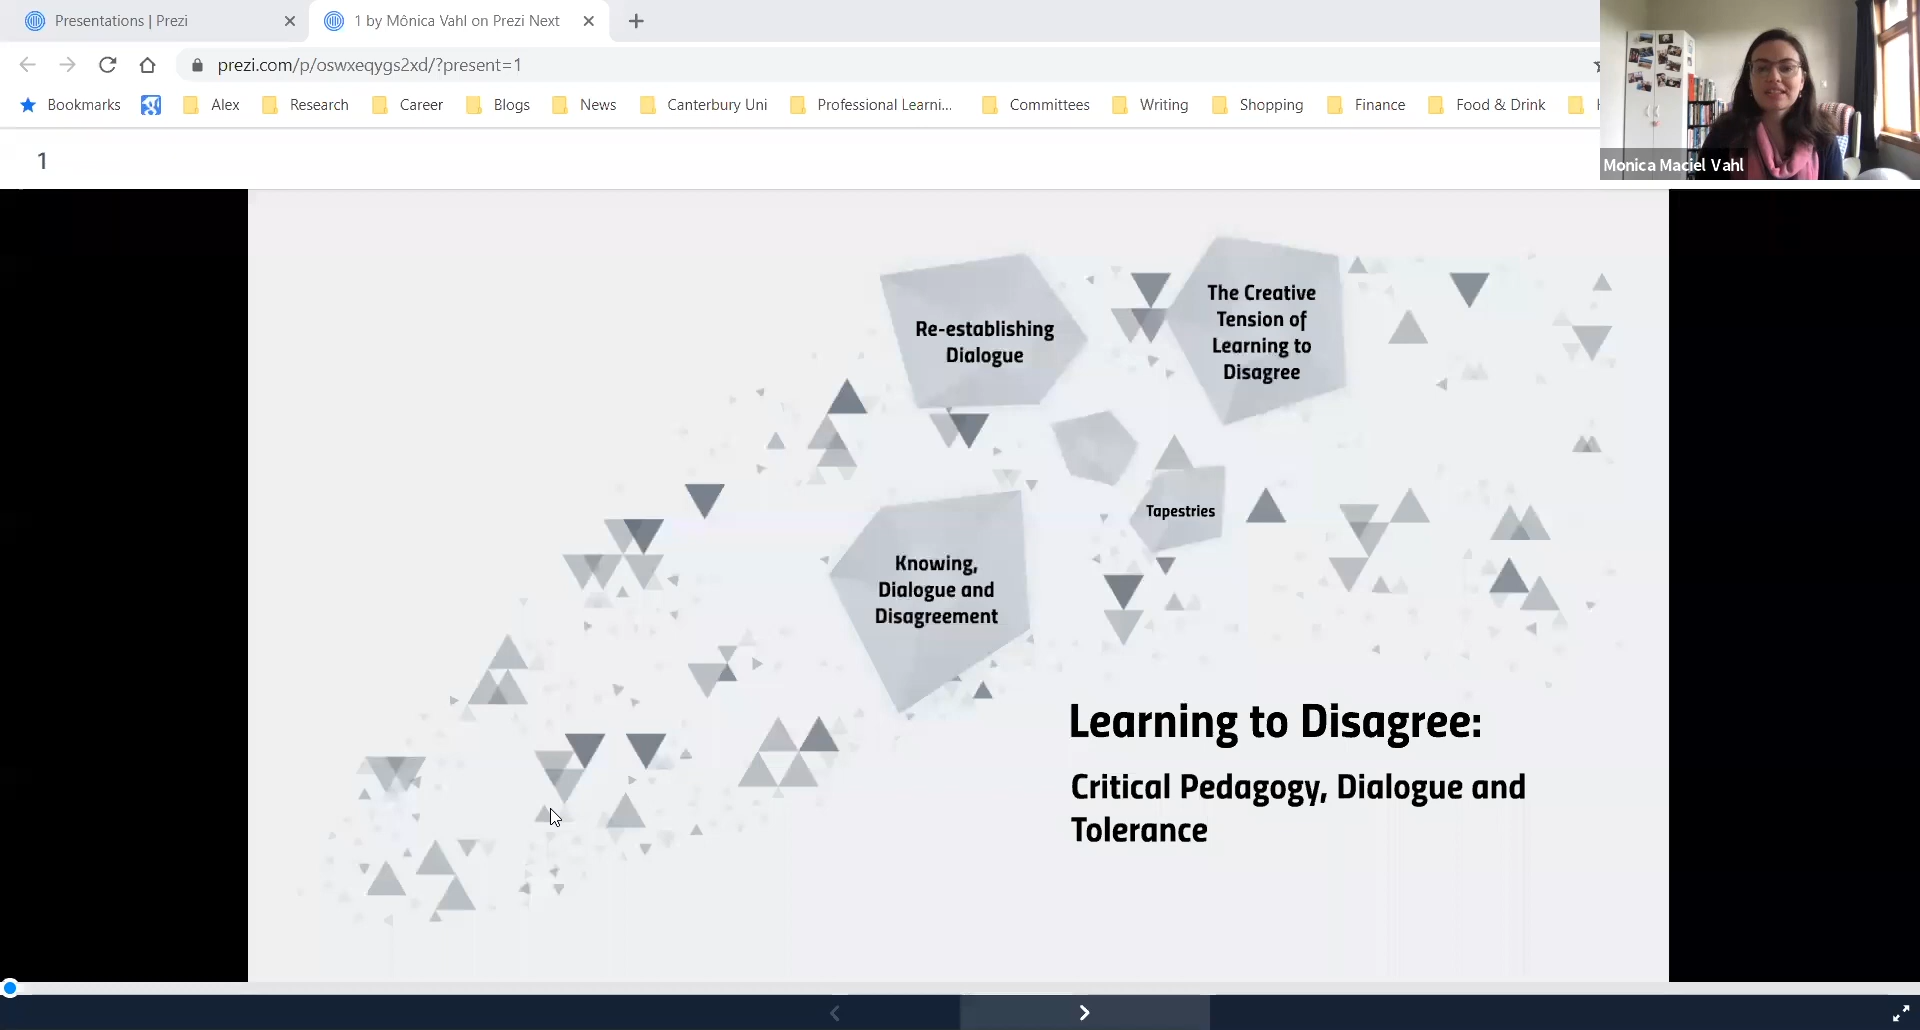 Presentations | Prezi
1 by Mônica Vahl on Prezi Next
prezi.com/p/oswxeqygs2xd/?present=1
Bookmarks
Alex
Research
Career
Blogs
News
Canterbury Uni
Professional Learni...
Committees
Writing
Shopping
Finance
Food & Drink
1
Monica Maciel Vahl
Re-establishing
Dialogue
The Creative
Tension of
Learning to
Disagree
Tapestries
Knowing,
Dialogue and
Disagreement
Learning to Disagree:
Critical Pedagogy, Dialogue and
Tolerance